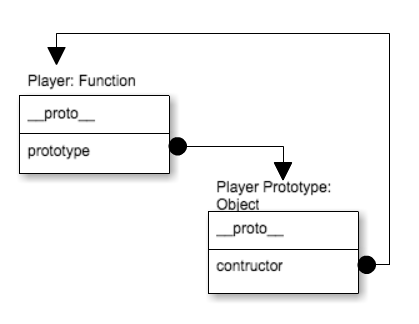 Player: Function
__proto__
prototype
Player Prototype:
Object
__proto__
contructor